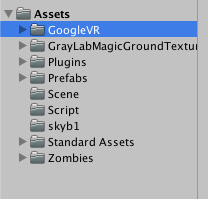 Assets
GoogleVR
GrayLabMagicGroundTextur
Plugins
Prefabs
Scene
Script
skyb1
Standard Assets
Zombies